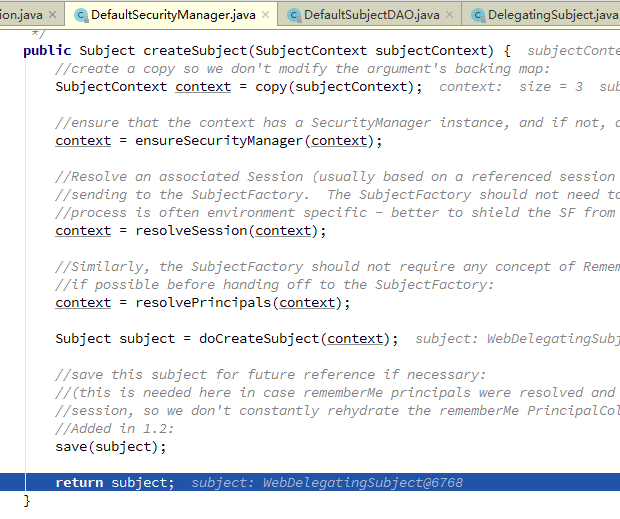 ion.java × DefaultSecurityManager.java × DefaultSubjectDAO.java × DelegatingSubject.java
*/
public Subject createSubject(SubjectContext subjectContext) { subjectConte
//create a copy so we don't modify the argument's backing map:
SubjectContext context = copy(subjectContext); context: size = 3 sub
//ensure that the context has a SecurityManager instance, and if not, a
context = ensureSecurityManager(context);
//Resolve an associated Session (usually based on a referenced session
//sending to the SubjectFactory. The SubjectFactory should not need to
//process is often environment specific - better to shield the SF from
context = resolveSession(context);
//Similarly, the SubjectFactory should not require any concept of Remem
//if possible before handing off to the SubjectFactory:
context = resolvePrincipals(context);
Subject subject = doCreateSubject(context); subject: WebDelegatingSubj
//save this subject for future reference if necessary:
//(this is needed here in case rememberMe principals were resolved and
//session, so we don't constantly rehydrate the rememberMe PrincipalCol
//Added in 1.2:
save(subject);
return subject; subject: WebDelegatingSubject@6768
}